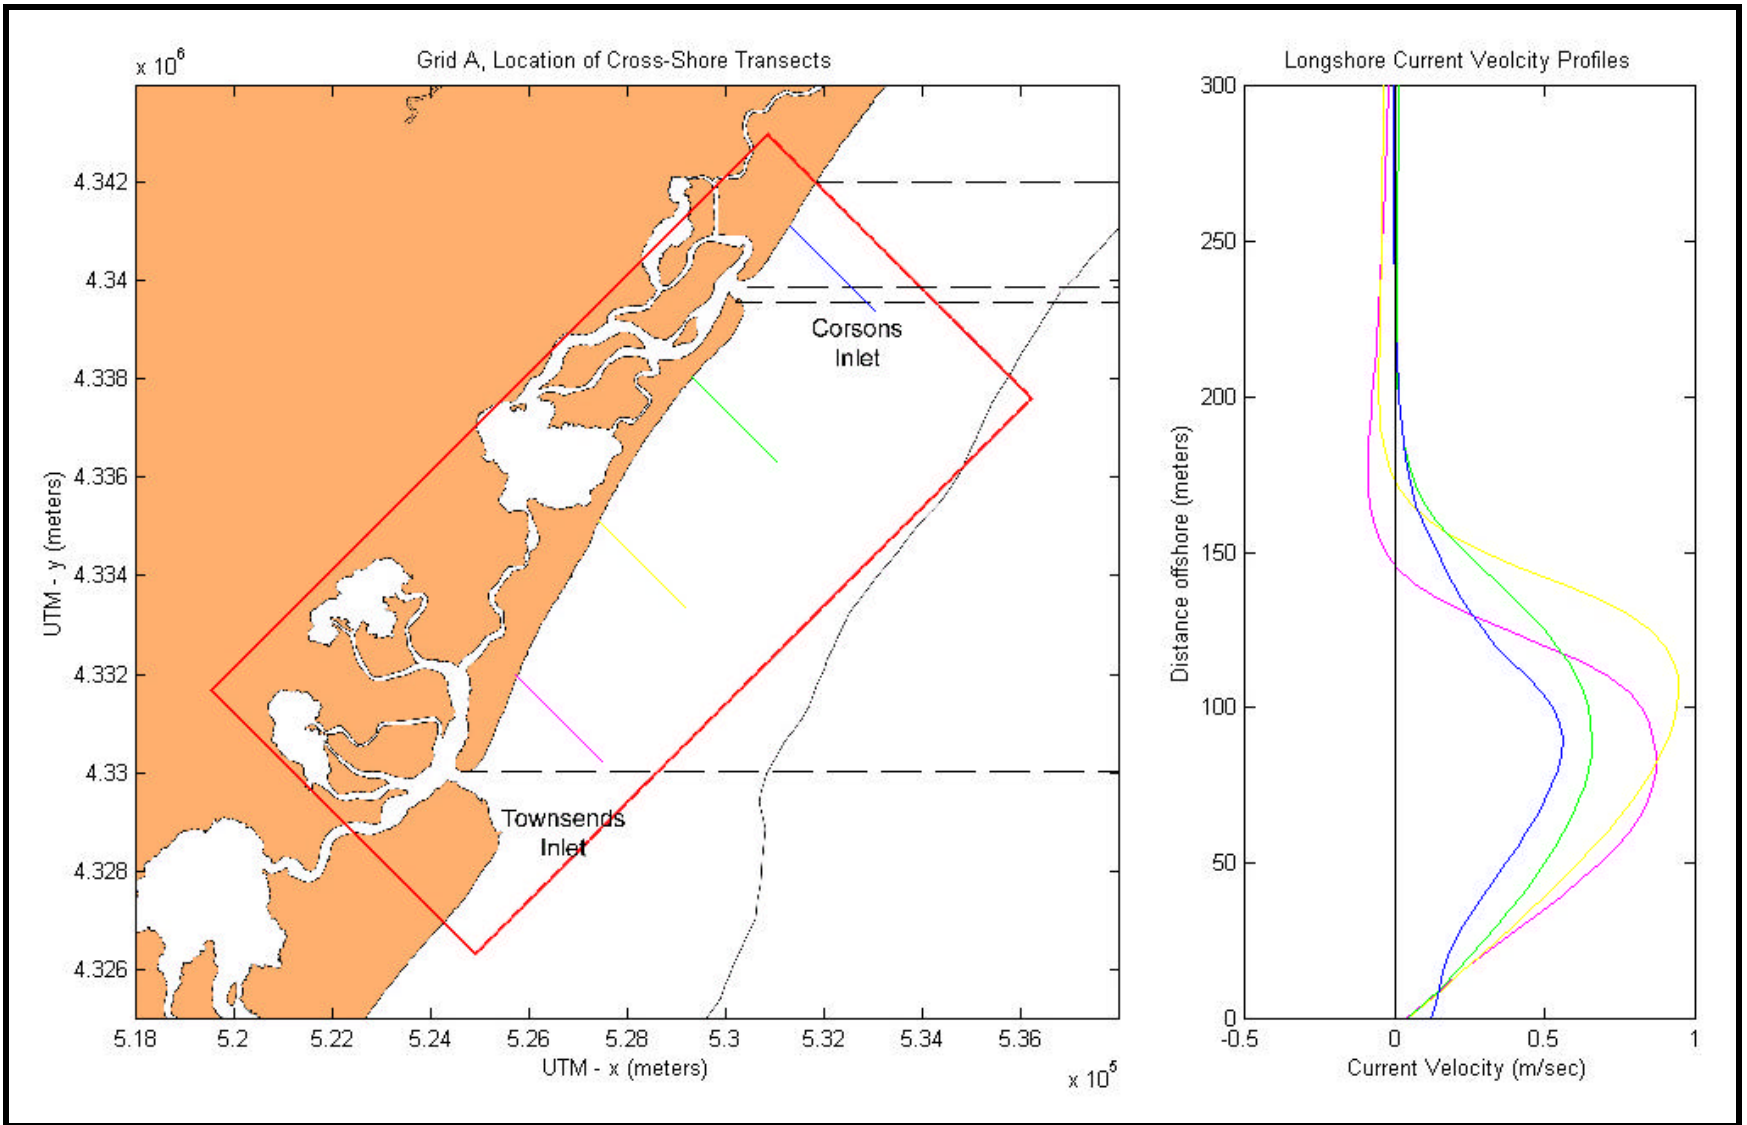 Grid A, Location of Cross-Shore Transects
x 10^6
4.342
4.34
4.338
4.336
4.334
4.332
4.33
4.328
4.326
UTM - y (meters)
Corsons
Inlet
Townsends
Inlet
5.18 5.2 5.22 5.24 5.26 5.28 5.3 5.32 5.34 5.36
UTM - x (meters)
x 10^5
Longshore Current Veolcity Profiles
300
250
200
150
100
50
0
Distance offshore (meters)
-0.5 0 0.5 1
Current Velocity (m/sec)